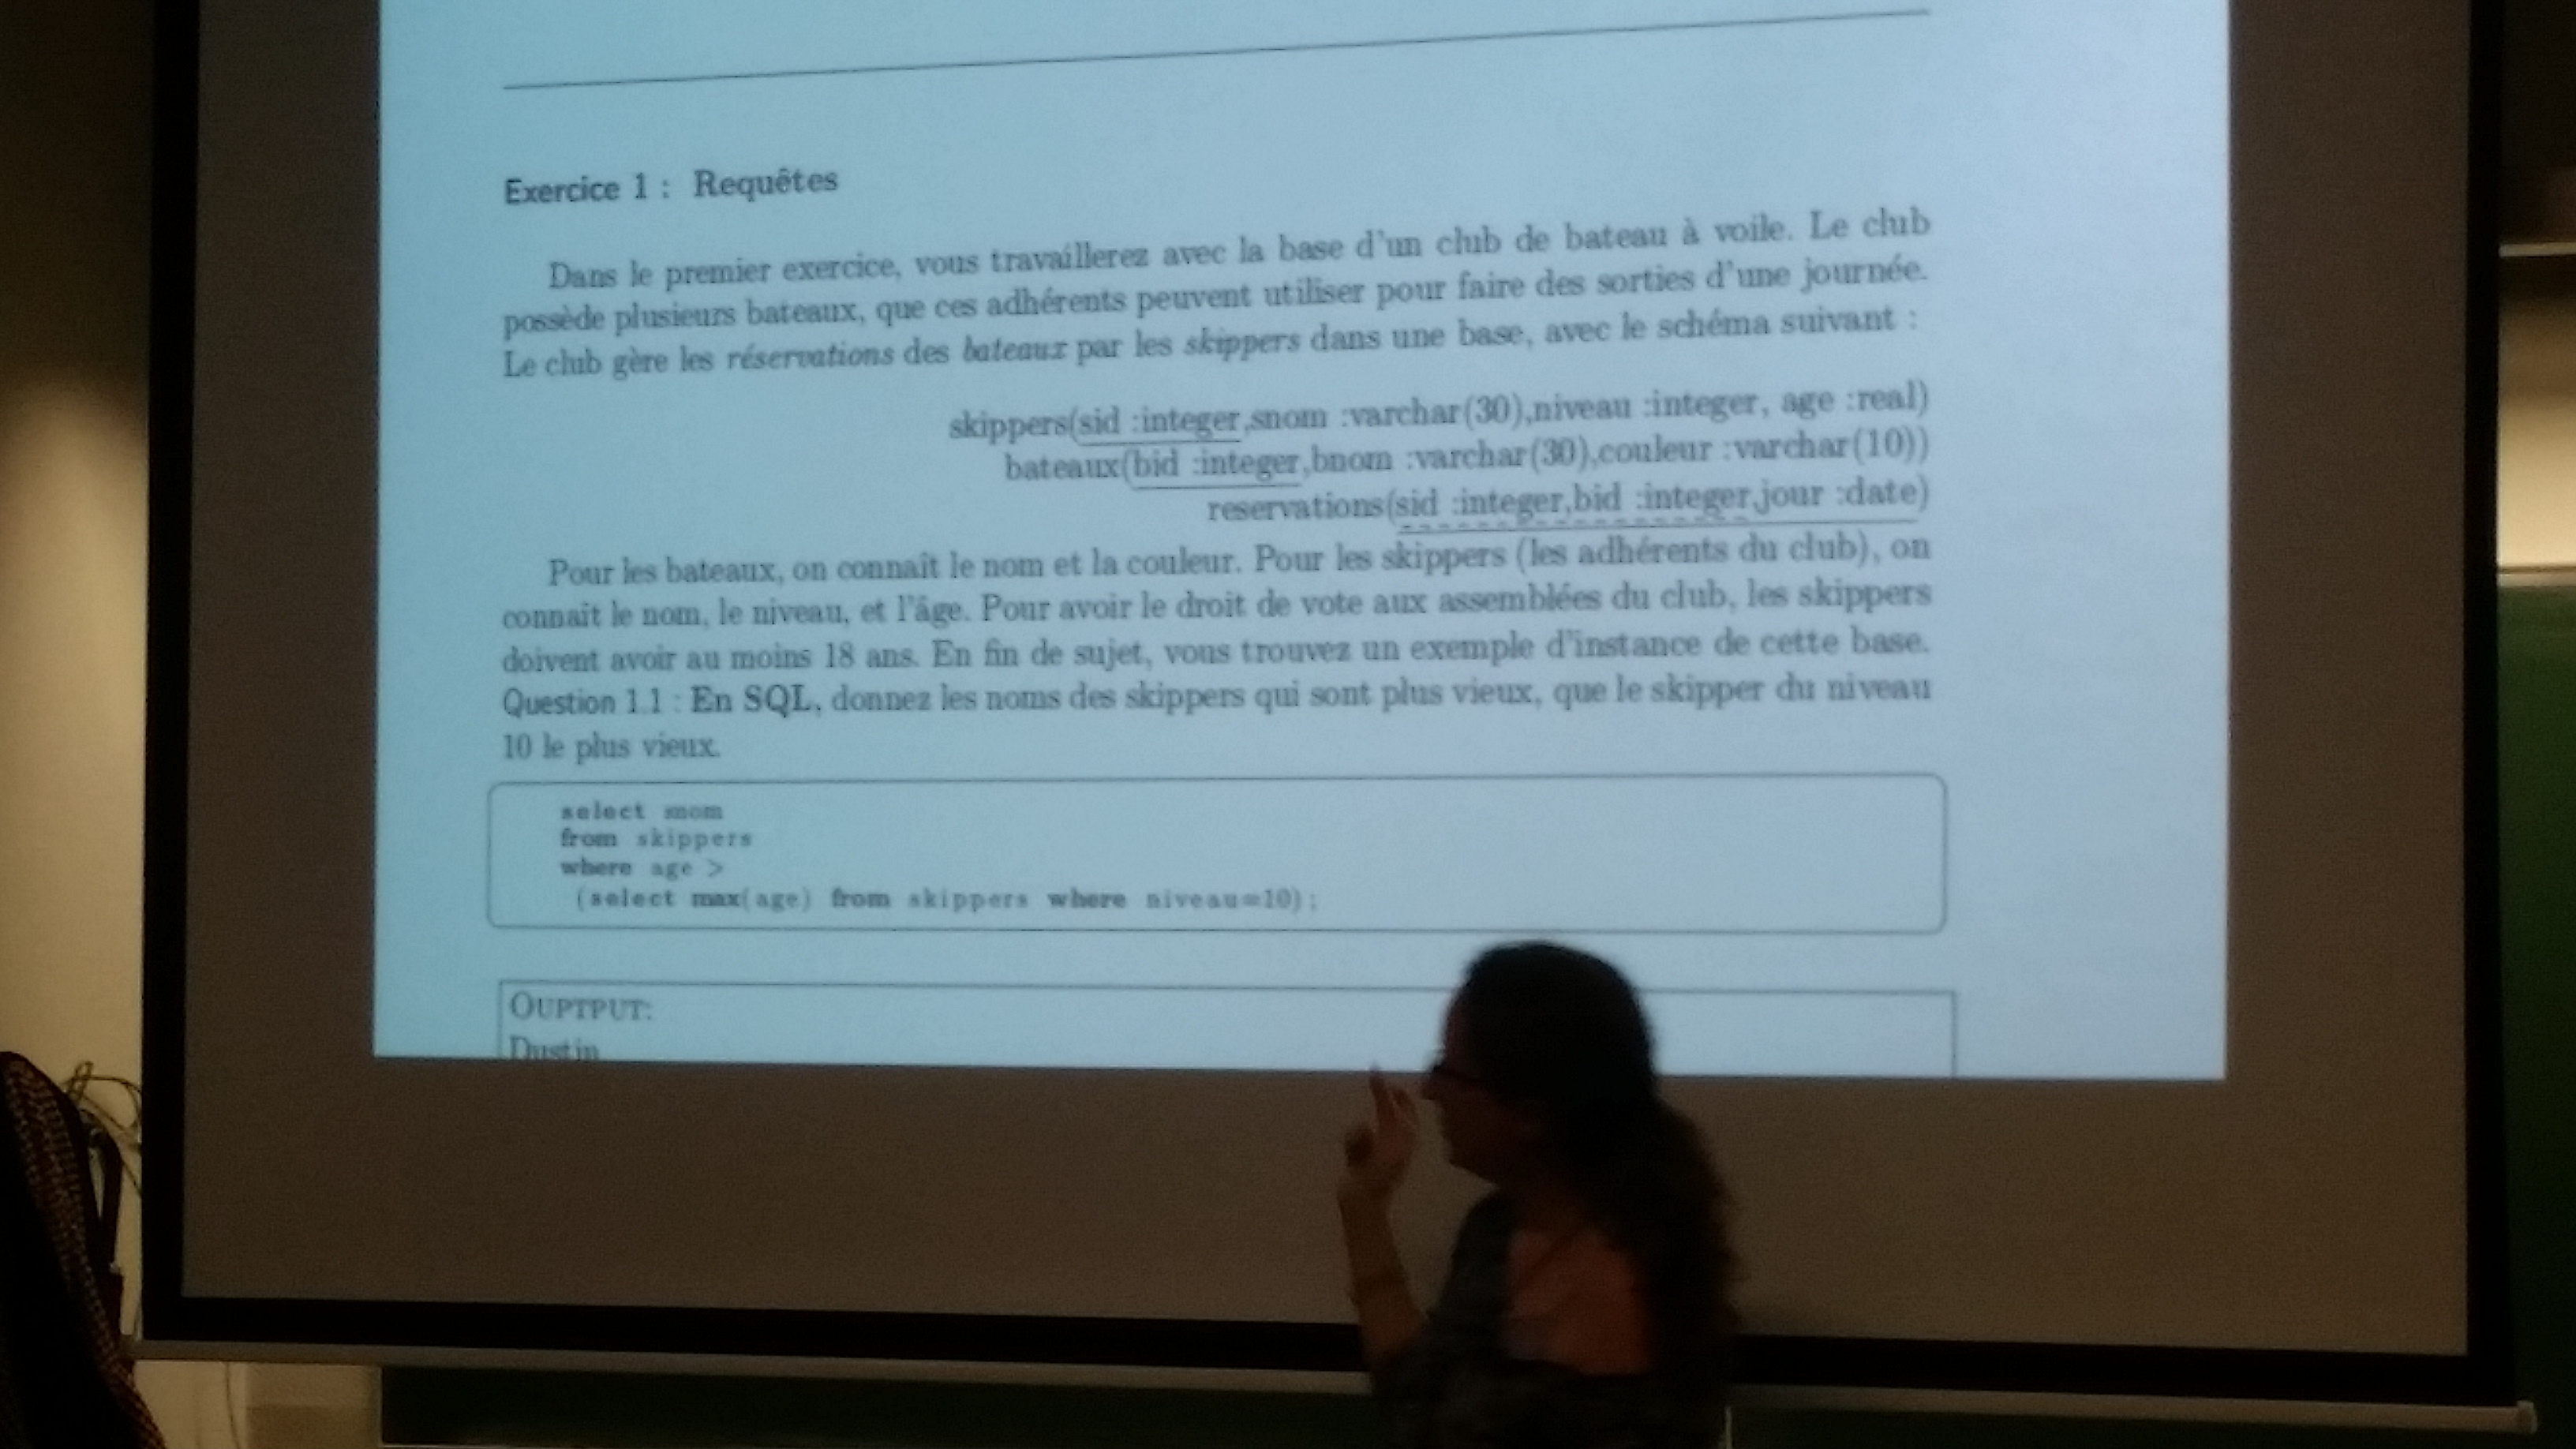 Exercice 1 : Requêtes
Dans le premier exercice, vous travaillerez avec la base d'un club de bateau à voile. Le club
possède plusieurs bateaux, que ces adhérents peuvent utiliser pour faire des sorties d'une journée.
Le club gère les réservations des bateaux par les skippers dans une base, avec le schéma suivant :
skippers(sid :integer,snom :varchar(30),niveau :integer, age :real)
bateaux(bid :integer,bnom :varchar(30),couleur :varchar(10))
reservations(sid :integer,bid :integer,jour :date)
Pour les bateaux, on connaît le nom et la couleur. Pour les skippers (les adhérents du club), on
connaît le nom, le niveau, et l'âge. Pour avoir le droit de vote aux assemblées du club, les skippers
doivent avoir au moins 18 ans. En fin de sujet, vous trouvez un exemple d'instance de cette base.
Question 1.1 : En SQL, donnez les noms des skippers qui sont plus vieux, que le skipper du niveau
10 le plus vieux.
select snom
from skippers
where age >
(select max(age) from skippers where niveau=10);
OUPTPUT:
Dustin